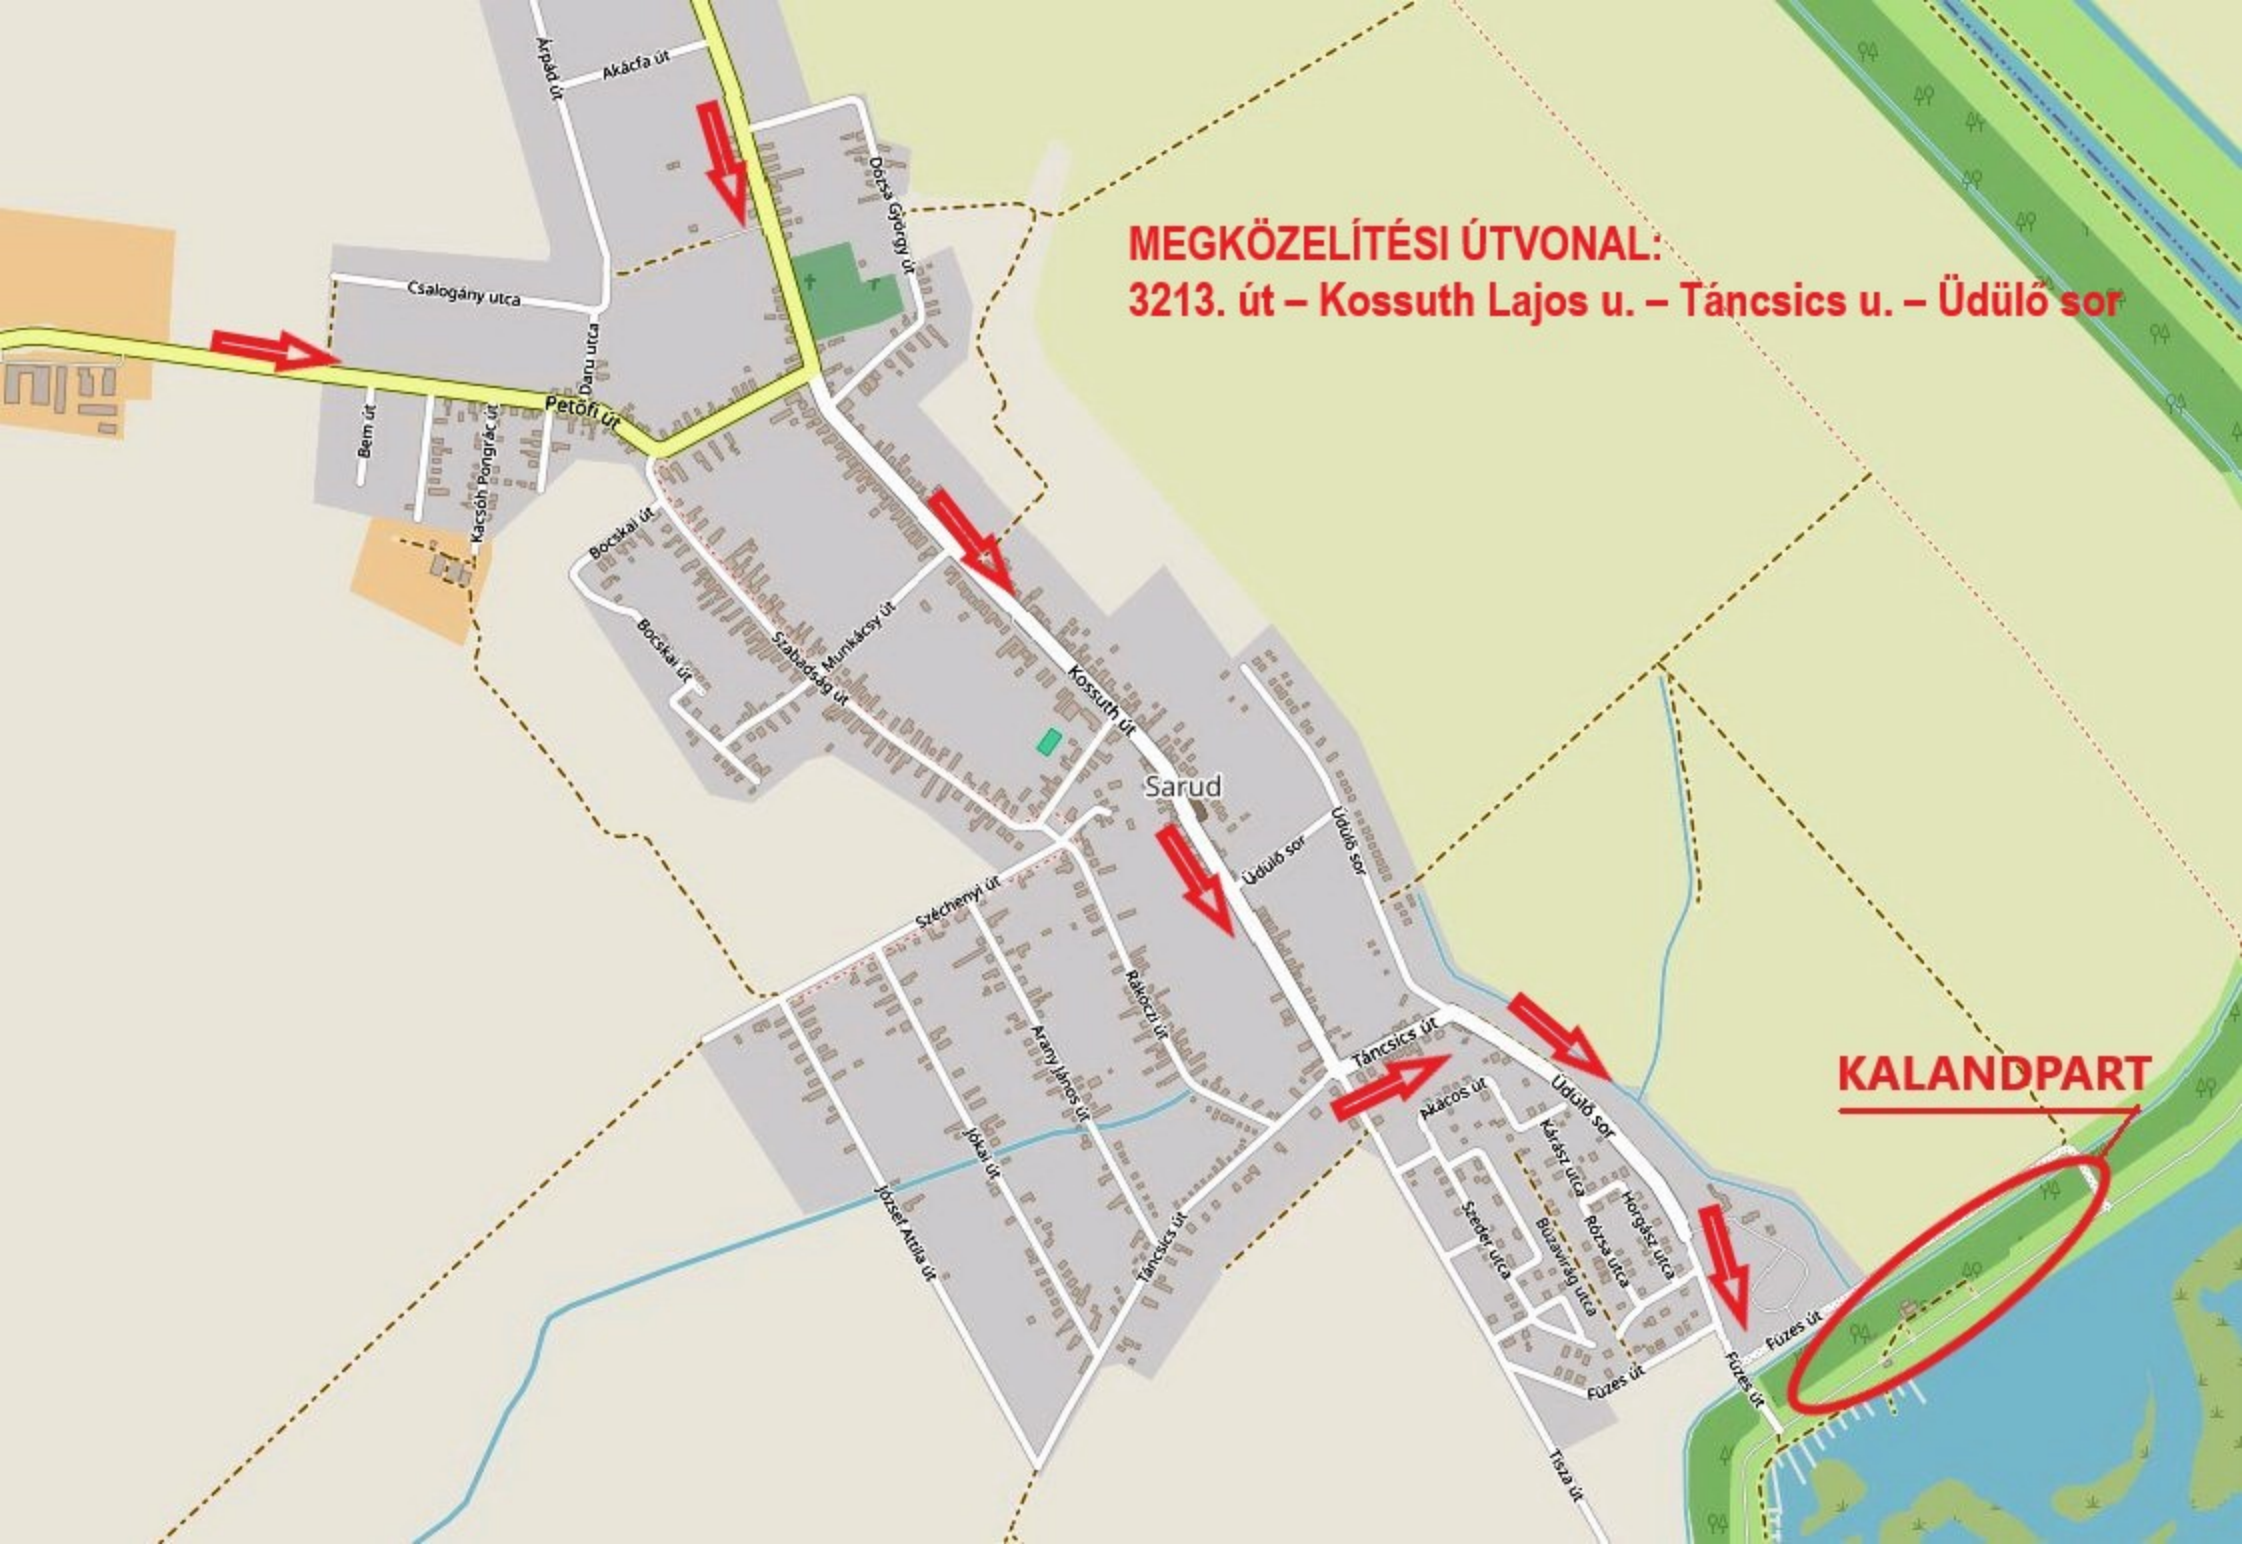 Árpád út
Akácfa út
Dózsa György út
MEGKÖZELÍTÉSI ÚTVONAL:
3213. út – Kossuth Lajos u. – Táncsics u. – Üdülő sor
Csalogány utca
Daru utca
Petőfi út
Bem út
Kacsóh Pongrác út
Bocskai út
Bocskai út
Munkácsy út
Szabadság út
Kossuth út
Sarud
Üdülő sor
Üdülő sor
Széchenyi út
Rákóczi út
Arany János út
Jókai út
József Attila út
Táncsics út
Táncsics út
Üdülő sor
Akácos út
Kárász utca
Horgász utca
Rózsa utca
Búzavirág utca
Szeder utca
KALANDPART
Füzes út
Füzes út
Füzes út
Tisza út